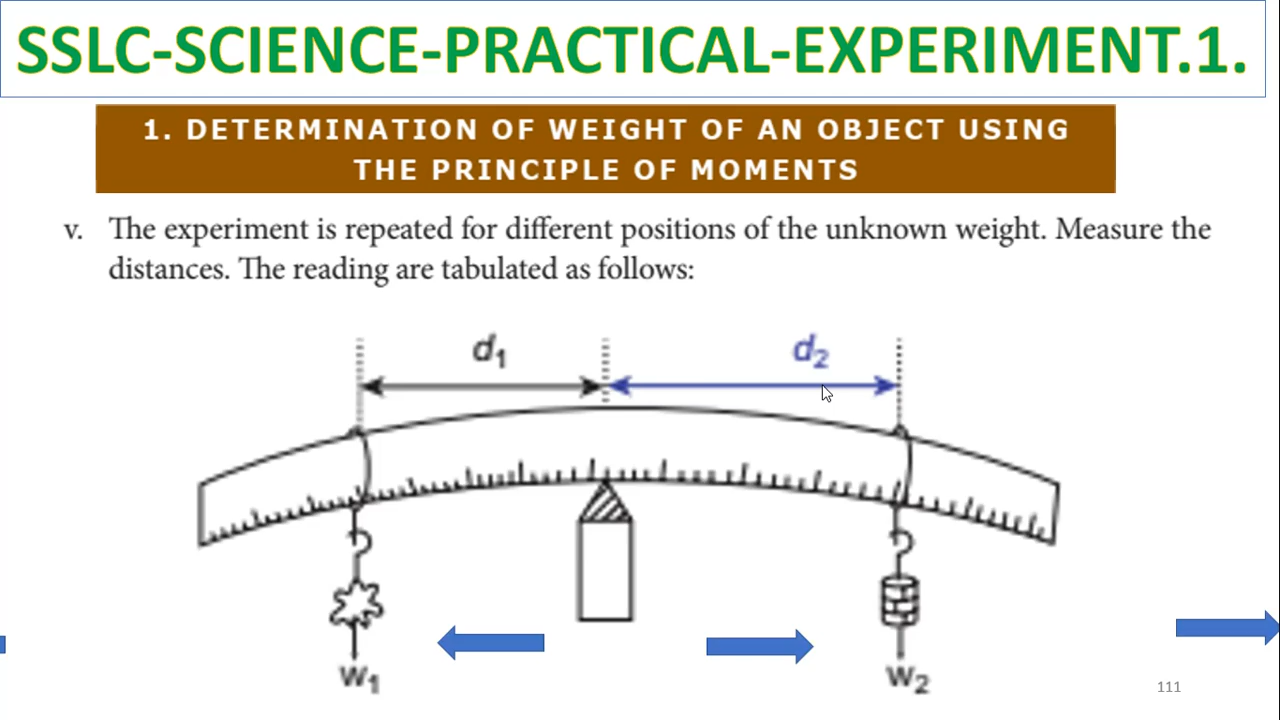 SSLC-SCIENCE-PRACTICAL-EXPERIMENT.1.
1. DETERMINATION OF WEIGHT OF AN OBJECT USING
THE PRINCIPLE OF MOMENTS
v. The experiment is repeated for different positions of the unknown weight. Measure the
distances. The reading are tabulated as follows:
d1 d2
w1 w2
111